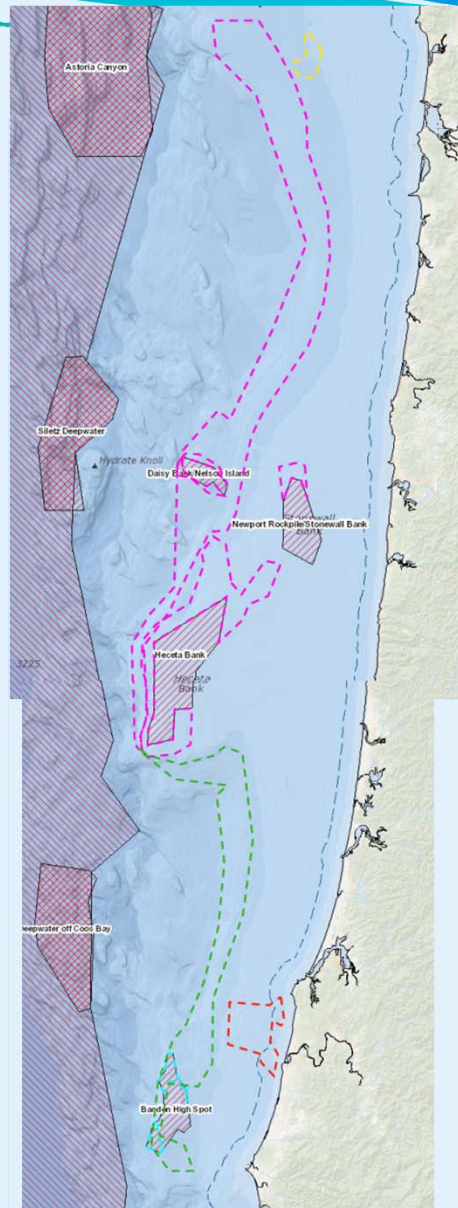 Astoria Canyon
Siletz Deepwater
Hydrate Knoll
Daisy Bank/Nelson Island
Newport Rockpile/Stonewall Bank
Stonewall
Bank
3225
Heceta Bank
Heceta
Bank
Deepwater off Coos Bay
Bandon High Spot